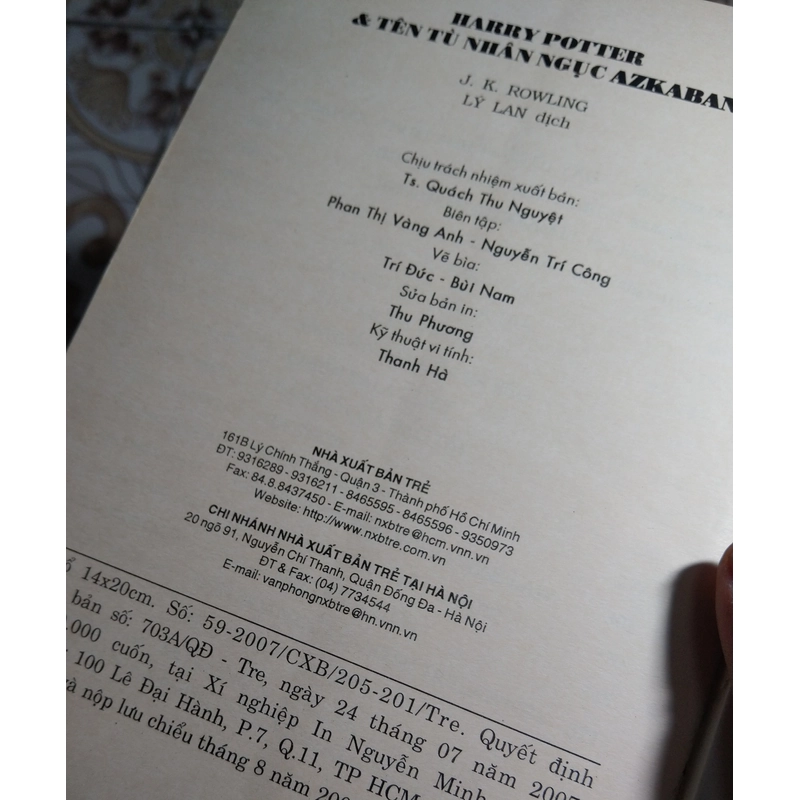 HARRY POTTER
& TÊN TÙ NHÂN NGỤC AZKABAN
J. K. ROWLING
LÝ LAN dịch
Chịu trách nhiệm xuất bản:
Ts. Quách Thu Nguyệt
Biên tập:
Phan Thị Vàng Anh - Nguyễn Trí Công
Vẽ bìa:
Trí Đức - Bùi Nam
Sửa bản in:
Thu Phương
Kỹ thuật vi tính:
Thanh Hà
NHÀ XUẤT BẢN TRẺ
161B Lý Chính Thắng - Quận 3 - Thành phố Hồ Chí Minh
ĐT: 9316289 - 9316211 - 8465595 - 8465596 - 9350973
Fax: 84.8.8437450 - E-mail: nxbtre@hcm.vnn.vn
Website: http://www.nxbtre.com.vn
CHI NHÁNH NHÀ XUẤT BẢN TRẺ TẠI HÀ NỘI
20 ngõ 91, Nguyễn Chí Thanh, Quận Đống Đa - Hà Nội
ĐT & Fax: (04) 7734544
E-mail: vanphongnxbtre@hn.vnn.vn
14x20cm. Số: 59-2007/CXB/205-201/Tre. Quyết định
bản số: 703A/QĐ - Tre, ngày 24 tháng 07 năm
.000 cuốn, tại Xí nghiệp In Nguyễn Minh
100 Lê Đại Hành, P.7, Q.11, TP HCM
và nộp lưu chiểu tháng 8 năm